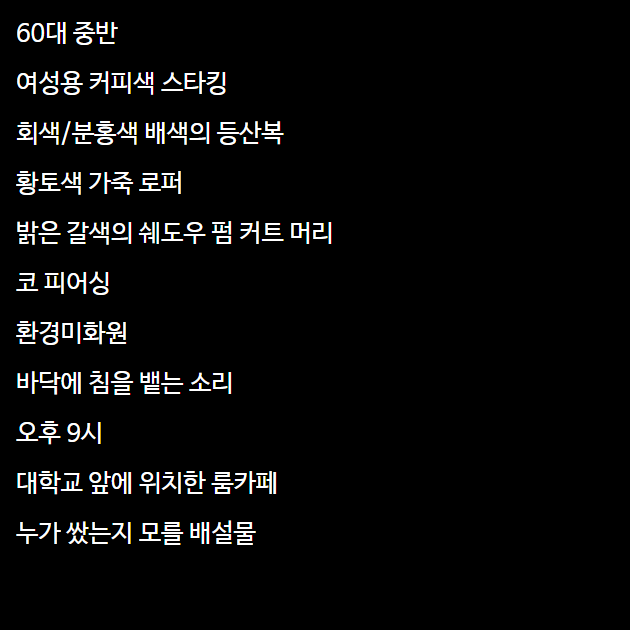 60대 중반
여성용 커피색 스타킹
회색/분홍색 배색의 등산복
황토색 가죽 로퍼
밝은 갈색의 쉐도우 펌 커트 머리
코 피어싱
환경미화원
바닥에 침을 뱉는 소리
오후 9시
대학교 앞에 위치한 룸카페
누가 쌌는지 모를 배설물